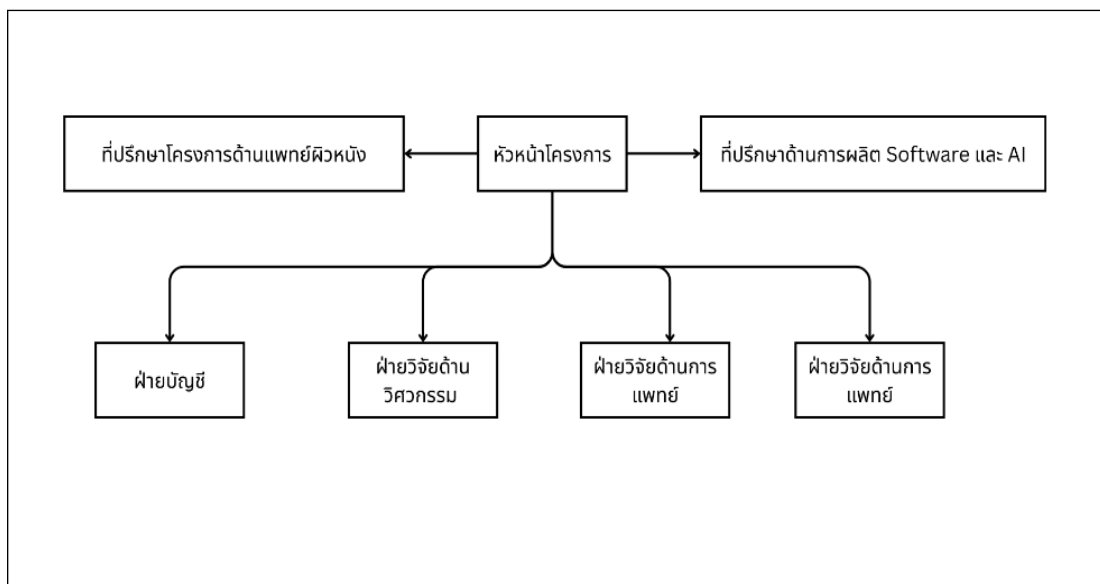 ที่ปรึกษาโครงการด้านแพทย์ผิวหนัง
หัวหน้าโครงการ
ที่ปรึกษาด้านการผลิต Software และ AI
ฝ่ายบัญชี
ฝ่ายวิจัยด้าน
วิศวกรรม
ฝ่ายวิจัยด้านการ
แพทย์
ฝ่ายวิจัยด้านการ
แพทย์